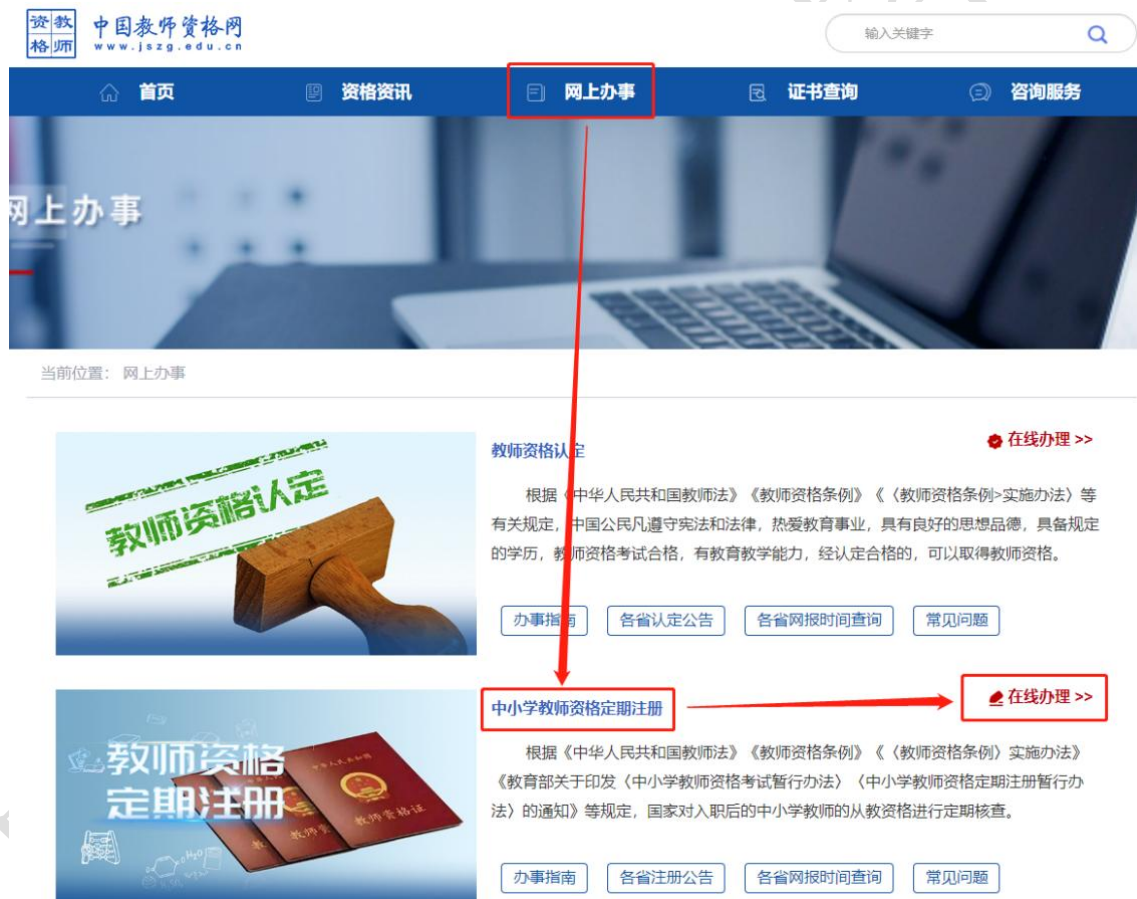 资教
格师
中国教师资格网
www.jszg.edu.cn
输入关键字
首页
资格资讯
网上办事
证书查询
咨询服务
网上办事
当前位置： 网上办事
教师资格认定
教师资格认定
在线办理 >>
根据《中华人民共和国教师法》《教师资格条例》《〈教师资格条例>实施办法》等
有关规定，中国公民凡遵守宪法和法律，热爱教育事业，具有良好的思想品德，具备规定
的学历，教师资格考试合格，有教育教学能力，经认定合格的，可以取得教师资格。
办事指南
各省认定公告
各省网报时间查询
常见问题
教师资格
定期注册
教师资格证
中小学教师资格定期注册
在线办理 >>
根据《中华人民共和国教师法》《教师资格条例》《〈教师资格条例〉实施办法》
《教育部关于印发〈中小学教师资格考试暂行办法〉〈中小学教师资格定期注册暂行办
法〉的通知》等规定，国家对入职后的中小学教师的从教资格进行定期核查。
办事指南
各省注册公告
各省网报时间查询
常见问题